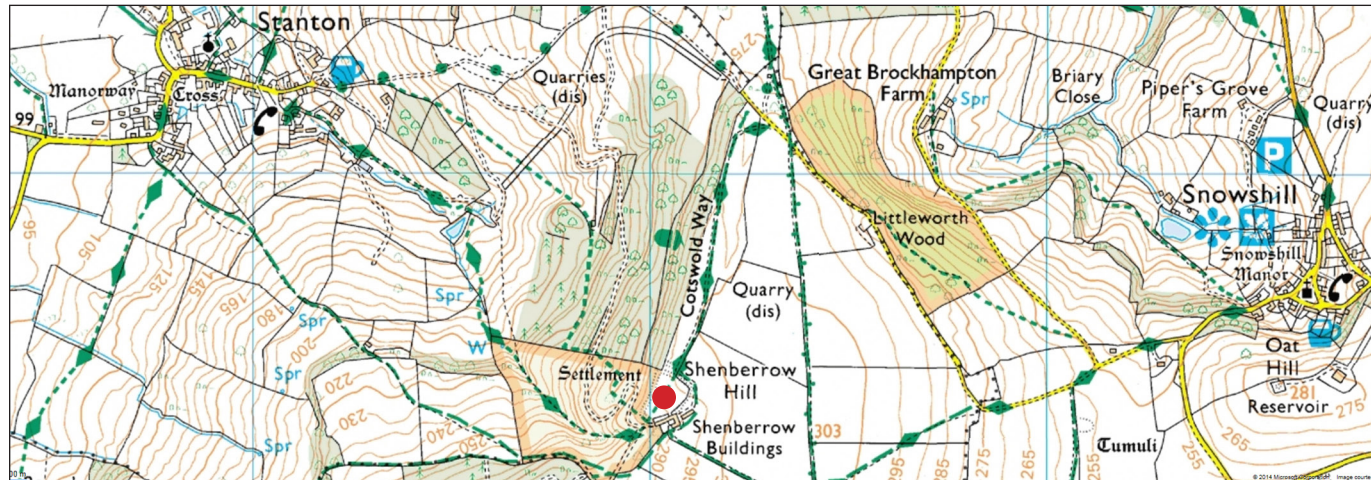 Stanton
Manorway
Cross
99
95
105
125
145
165
180
200
220
230
240
250
Spr
Spr
Spr
Spr
W
Quarries
(dis)
275
Cotswold Way
Settlement
Shenberrow
Hill
Shenberrow
Buildings
290
295
Quarry
(dis)
303
Great Brockhampton
Farm
Spr
Littleworth
Wood
295
285
275
265
255
Tumuli
Briary
Close
Piper's Grove
Farm
Quarry
(dis)
P
Snowshill
Snowshill
Manor
Oat
Hill
281
275
Reservoir
265
255
© 2014 Microsoft Corporation